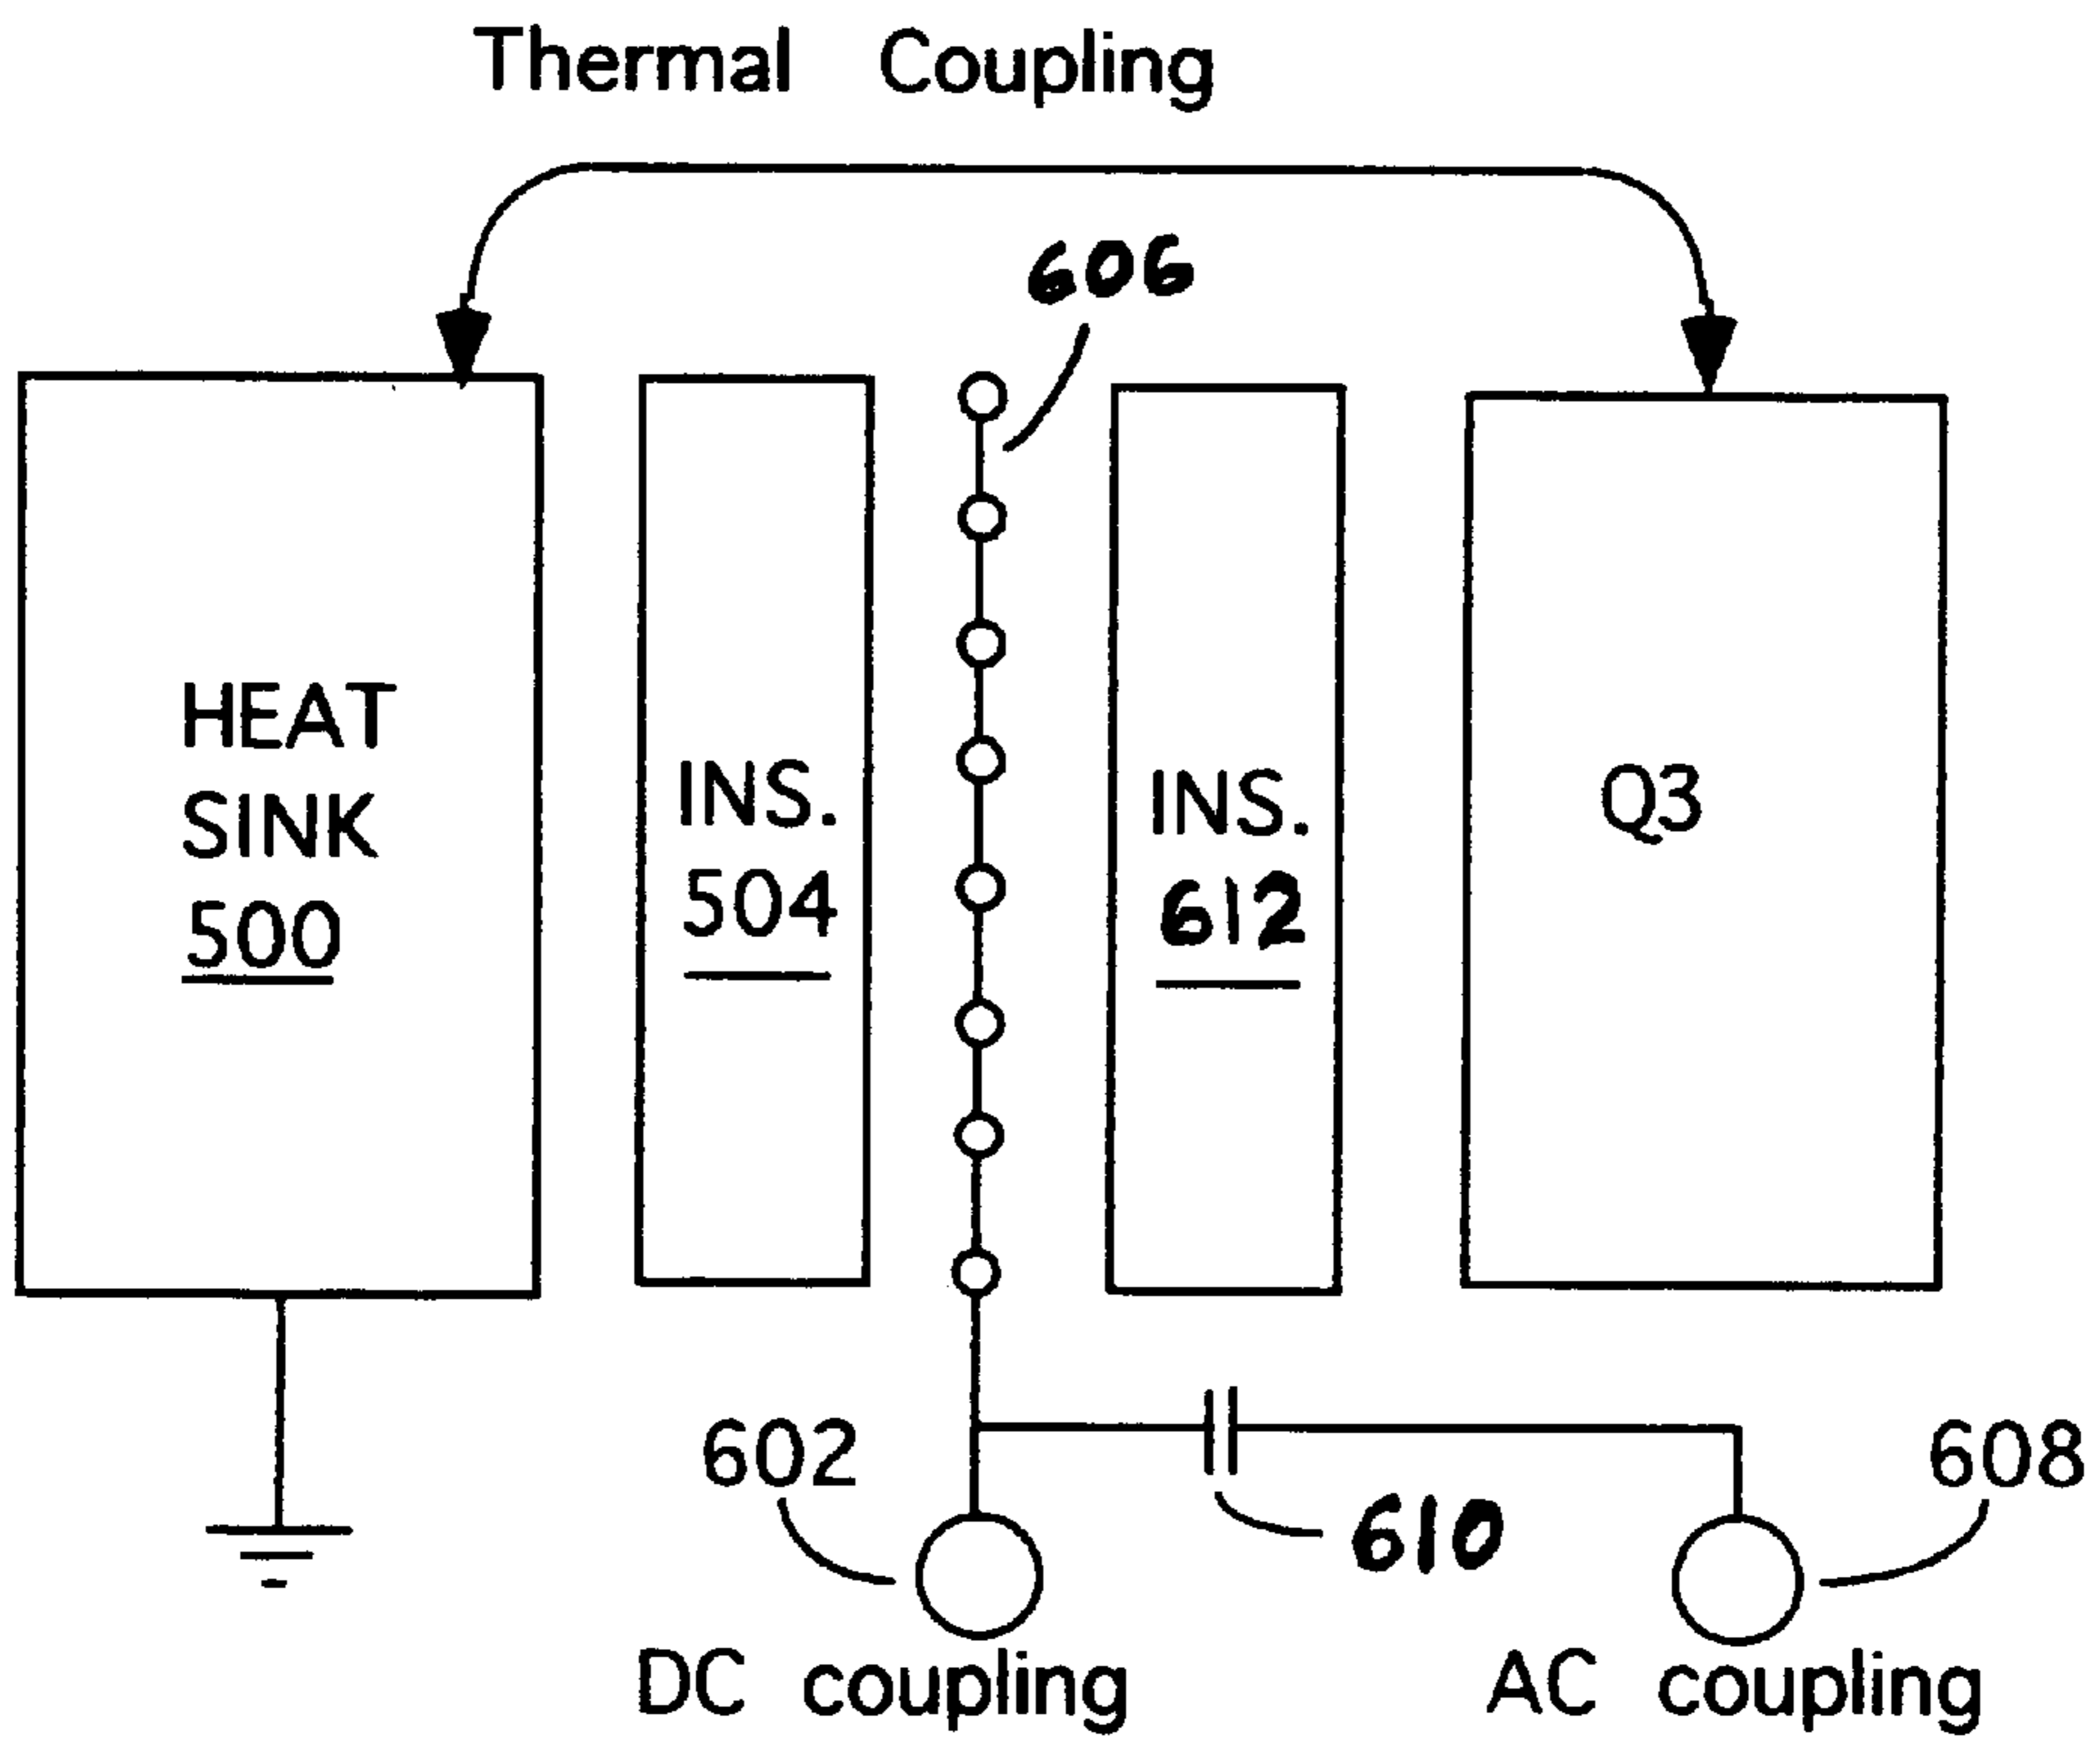 Thermal Coupling
606
HEAT
SINK
500
INS.
504
INS.
612
Q3
602
610
608
DC coupling
AC coupling